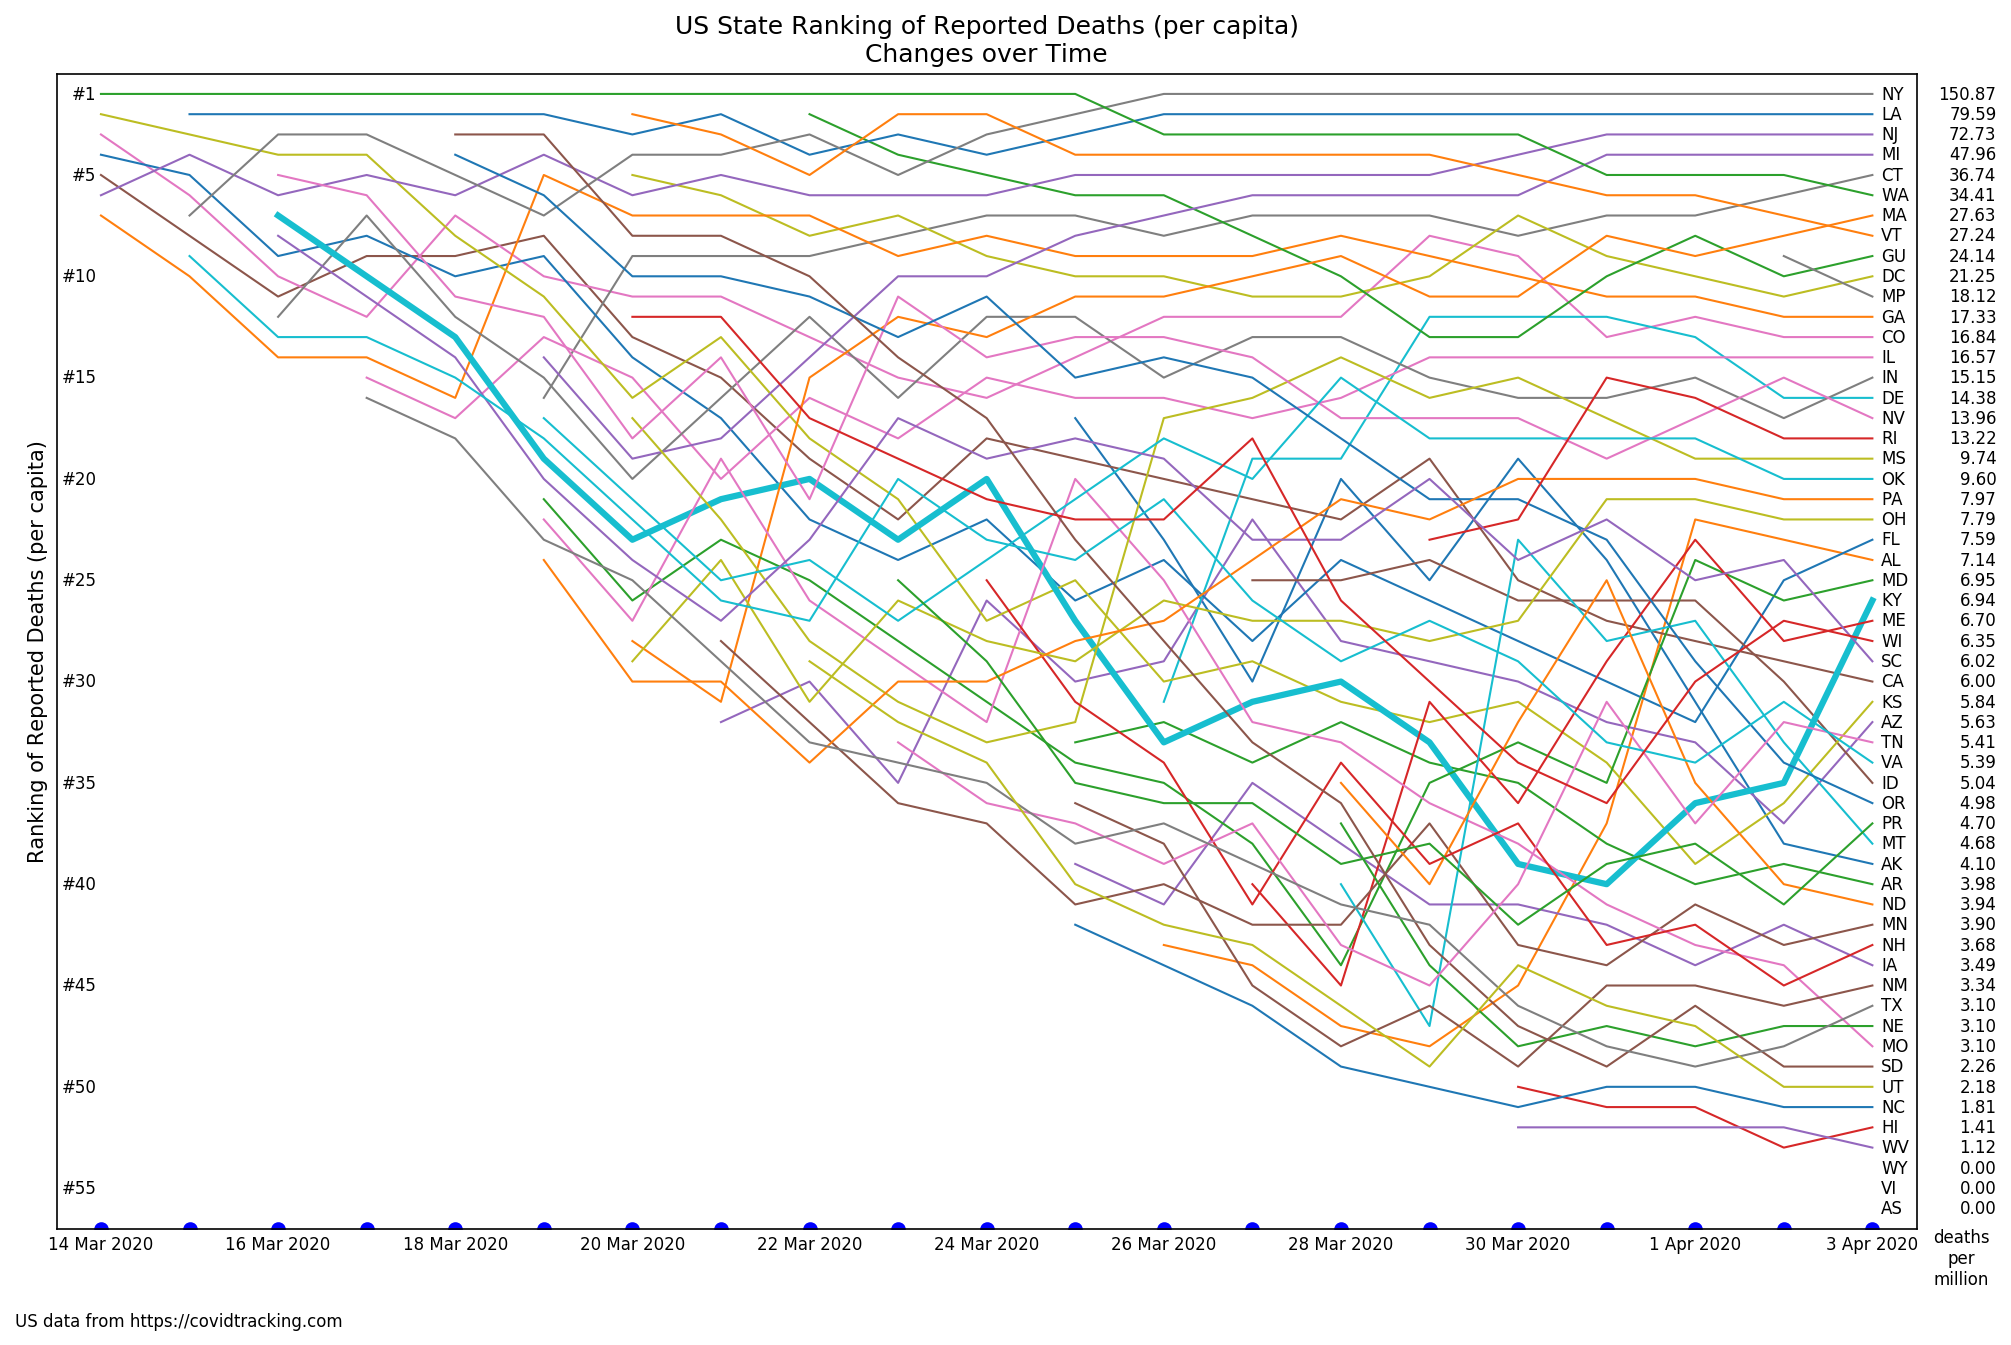 US State Ranking of Reported Deaths (per capita)
Changes over Time
Ranking of Reported Deaths (per capita)
#1
#5
#10
#15
#20
#25
#30
#35
#40
#45
#50
#55
NY 150.87
LA 79.59
NJ 72.73
MI 47.96
CT 36.74
WA 34.41
MA 27.63
VT 27.24
GU 24.14
DC 21.25
MP 18.12
GA 17.33
CO 16.84
IL 16.57
IN 15.15
DE 14.38
NV 13.96
RI 13.22
MS 9.74
OK 9.60
PA 7.97
OH 7.79
FL 7.59
AL 7.14
MD 6.95
KY 6.94
ME 6.70
WI 6.35
SC 6.02
CA 6.00
KS 5.84
AZ 5.63
TN 5.41
VA 5.39
ID 5.04
OR 4.98
PR 4.70
MT 4.68
AK 4.10
AR 3.98
ND 3.94
MN 3.90
NH 3.68
IA 3.49
NM 3.34
TX 3.10
NE 3.10
MO 3.10
SD 2.26
UT 2.18
NC 1.81
HI 1.41
WV 1.12
WY 0.00
VI 0.00
AS 0.00
14 Mar 2020 16 Mar 2020 18 Mar 2020 20 Mar 2020 22 Mar 2020 24 Mar 2020 26 Mar 2020 28 Mar 2020 30 Mar 2020 1 Apr 2020 3 Apr 2020
deaths
per
million
US data from https://covidtracking.com